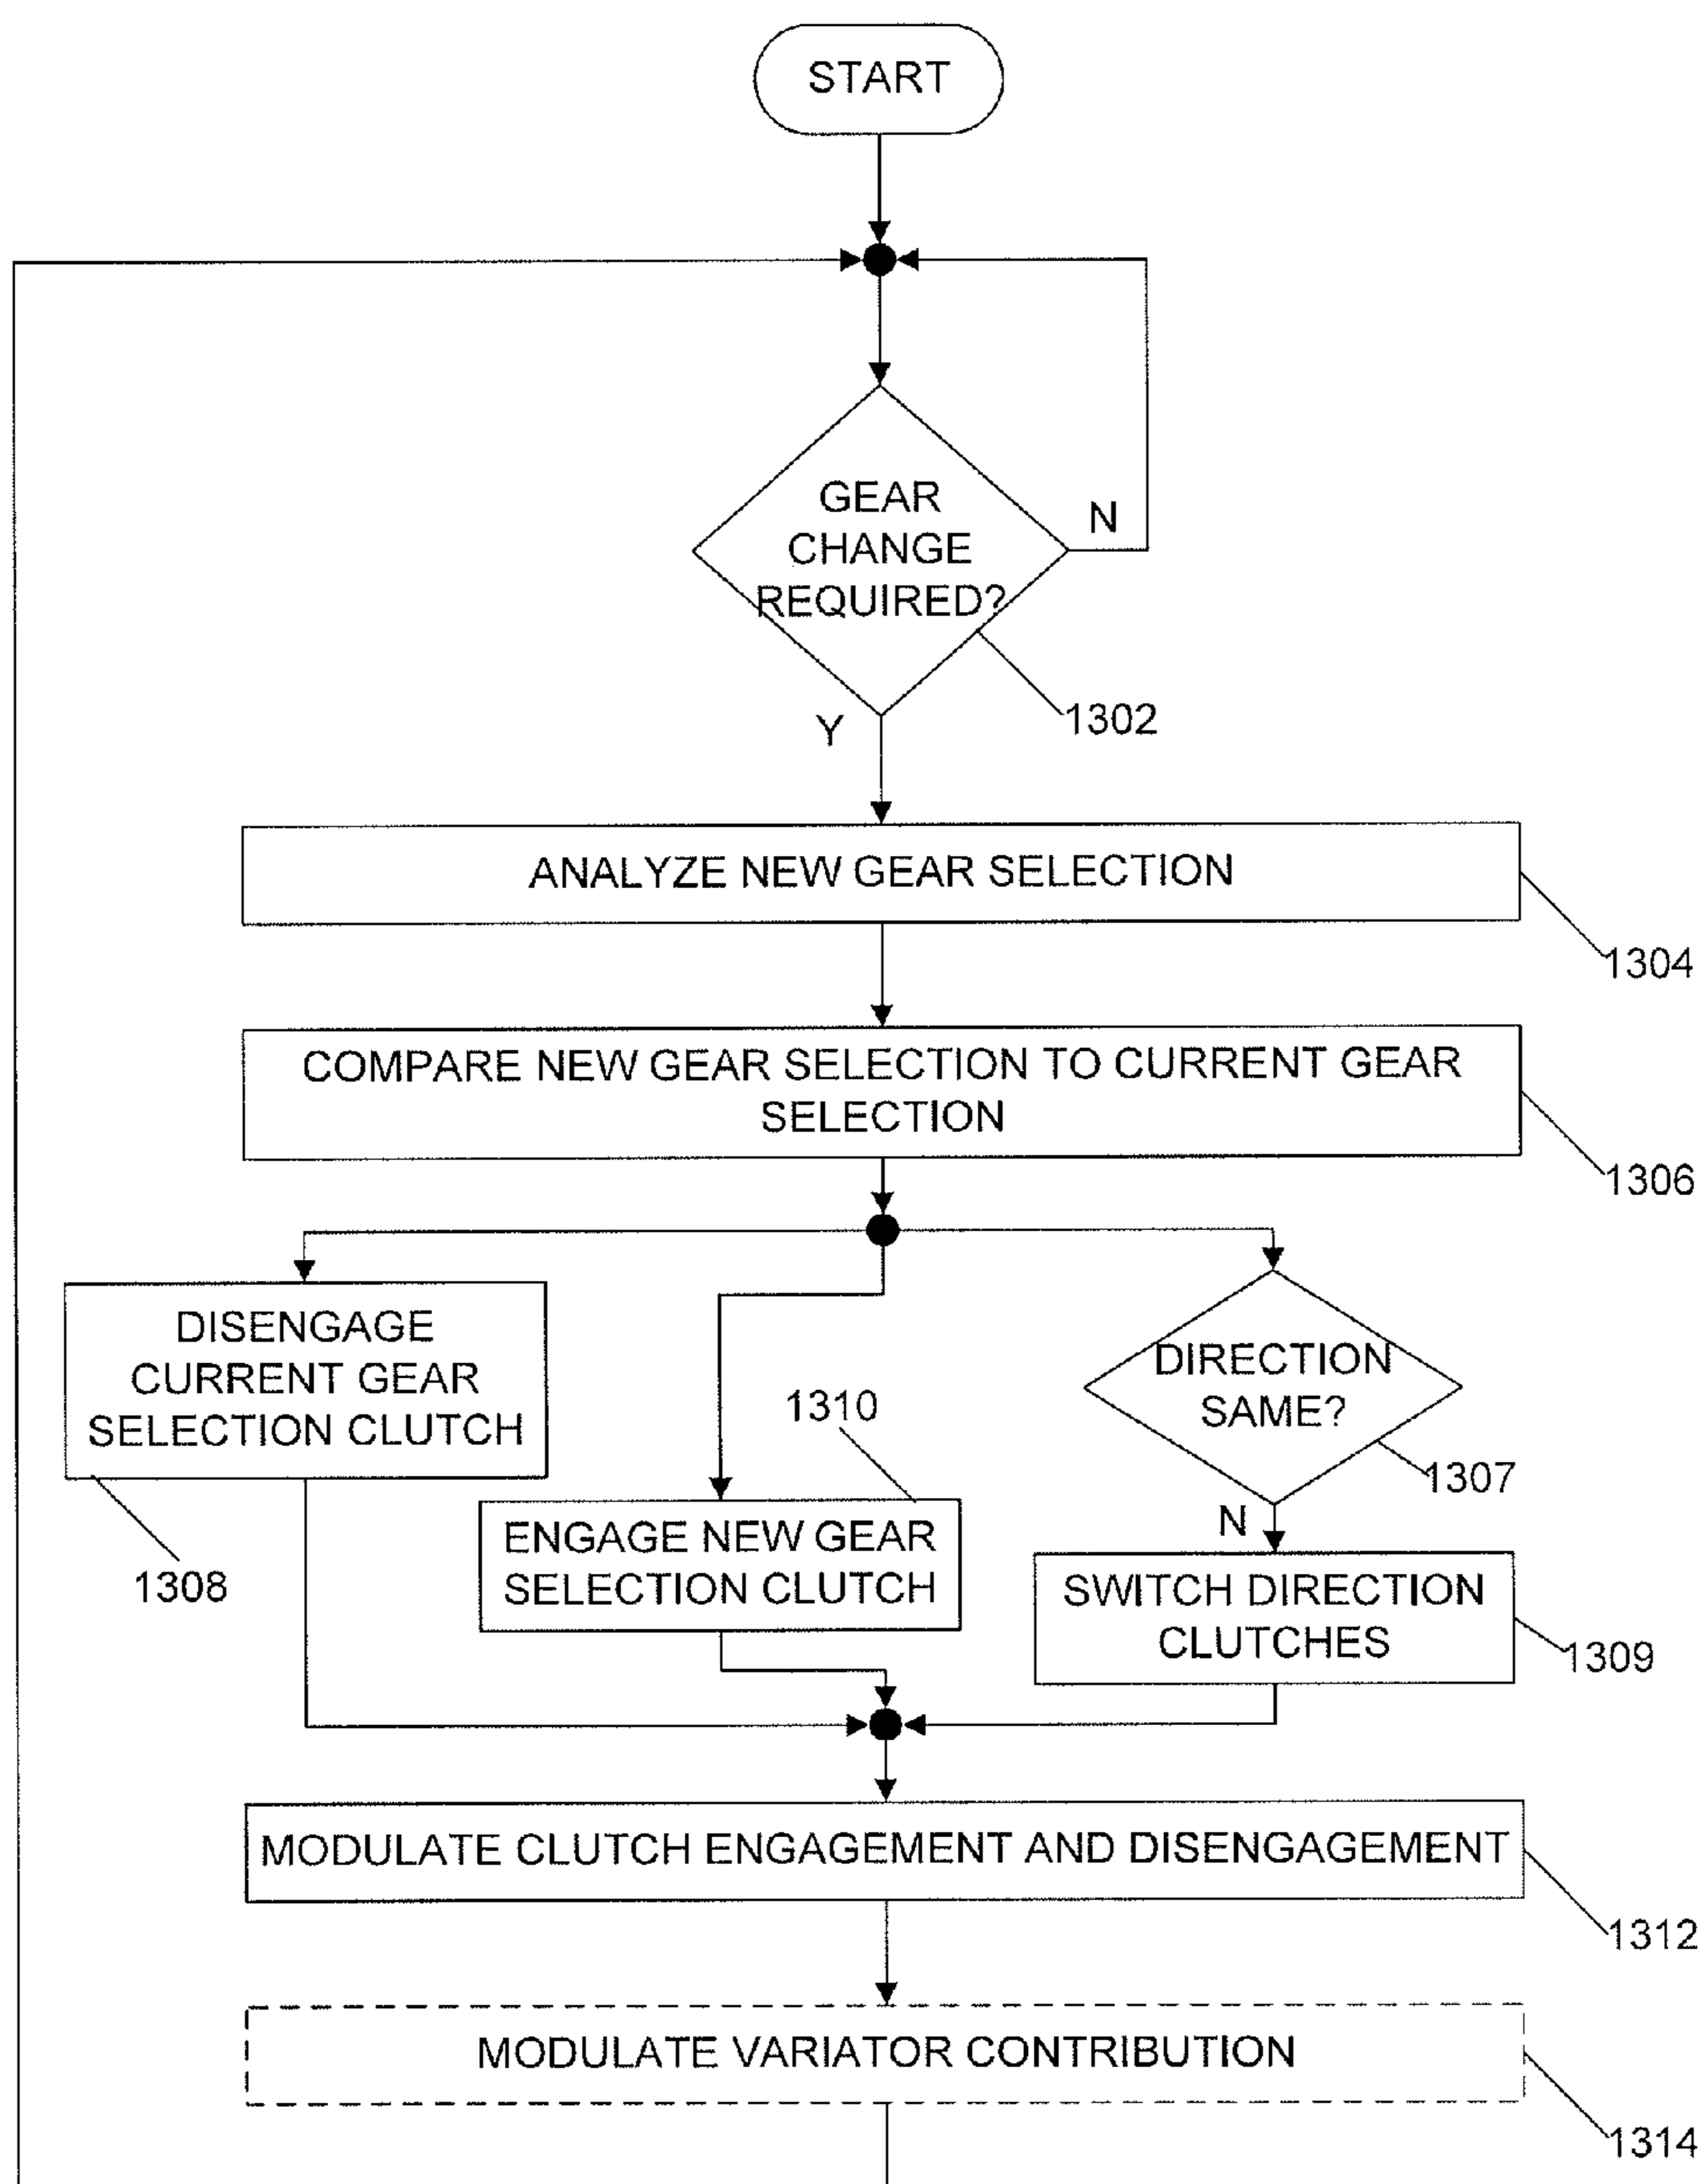 START
GEAR
CHANGE
REQUIRED?
N
1302
Y
ANALYZE NEW GEAR SELECTION
1304
COMPARE NEW GEAR SELECTION TO CURRENT GEAR
SELECTION
1306
DISENGAGE
CURRENT GEAR
SELECTION CLUTCH
1308
1310
ENGAGE NEW GEAR
SELECTION CLUTCH
DIRECTION
SAME?
1307
N
SWITCH DIRECTION
CLUTCHES
1309
MODULATE CLUTCH ENGAGEMENT AND DISENGAGEMENT
1312
MODULATE VARIATOR CONTRIBUTION
1314